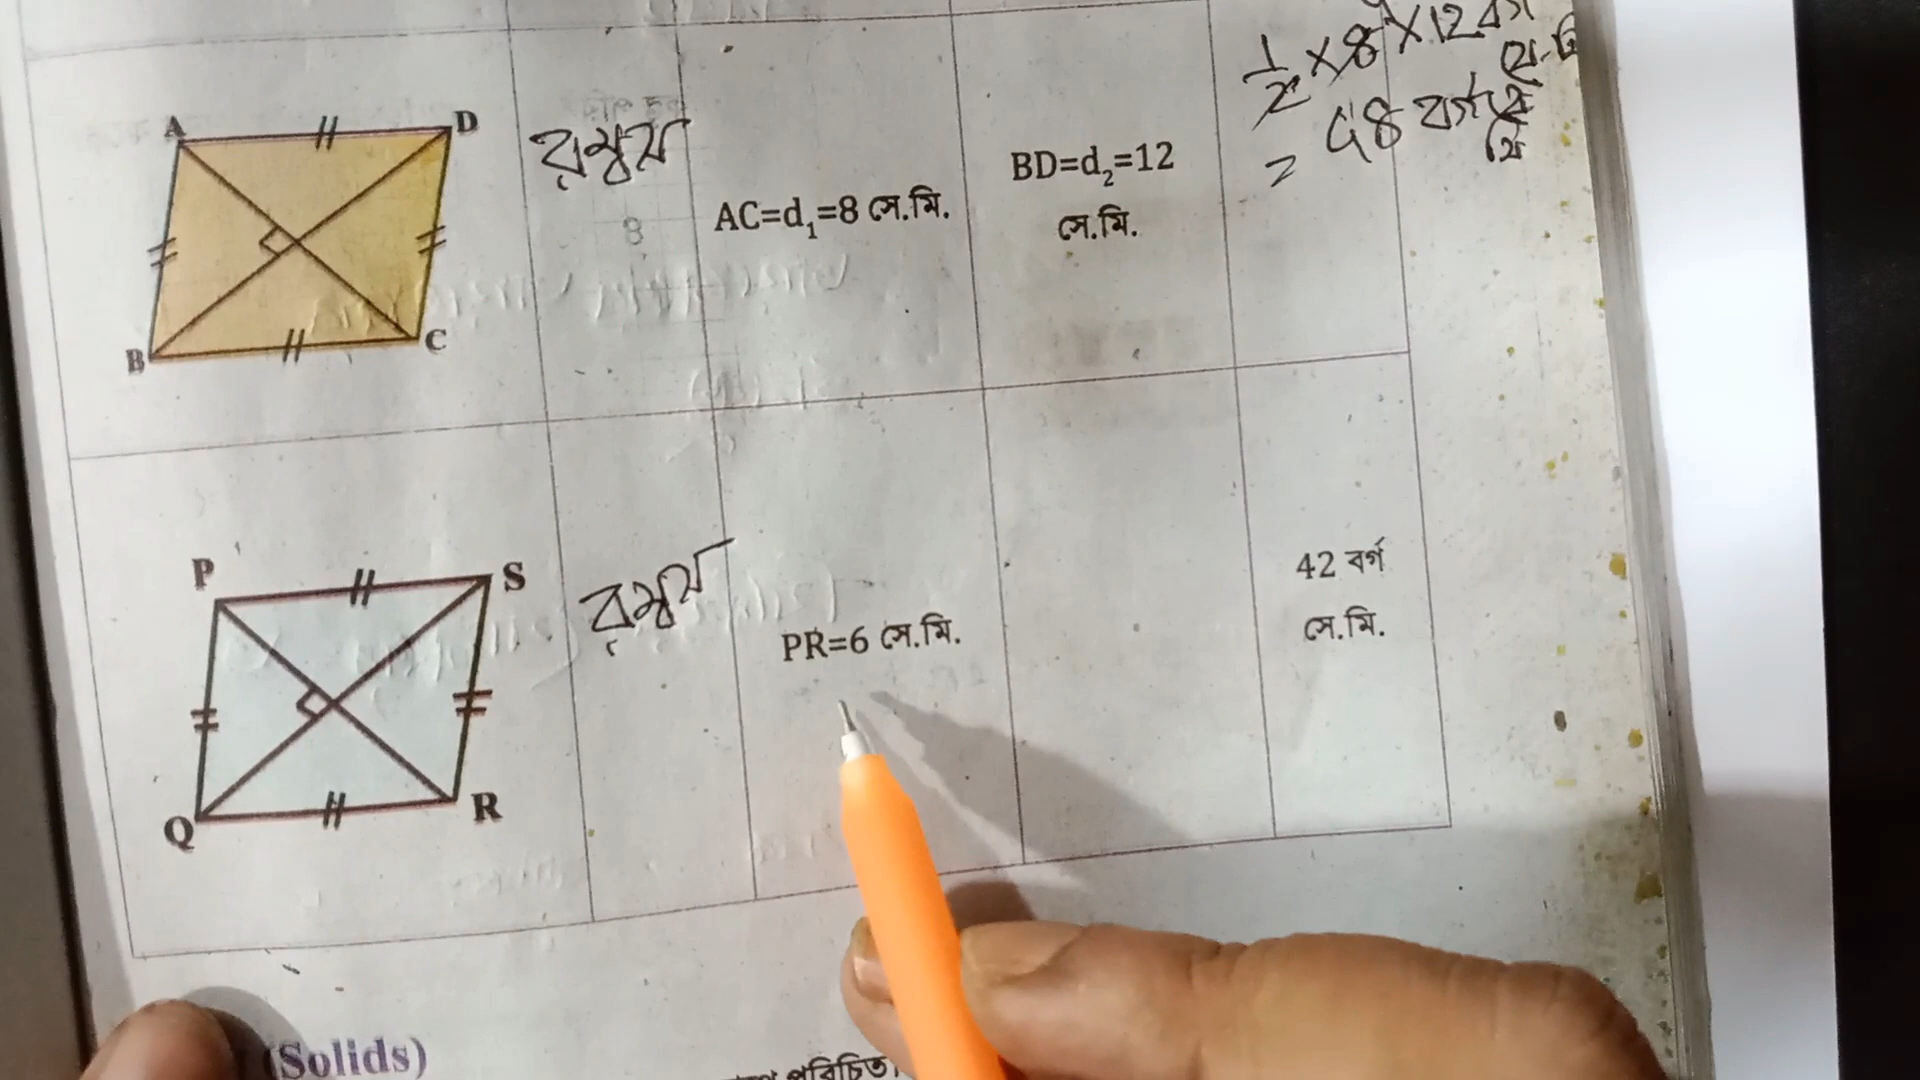 A
D
B
C
রম্বস
AC=d₁=8 সে.মি.
BD=d₂=12
সে.মি.
1/2 × 8 × 12
= 48 বর্গ
P
S
Q
R
রম্বস
PR=6 সে.মি.
42 বর্গ
সে.মি.
(Solids)